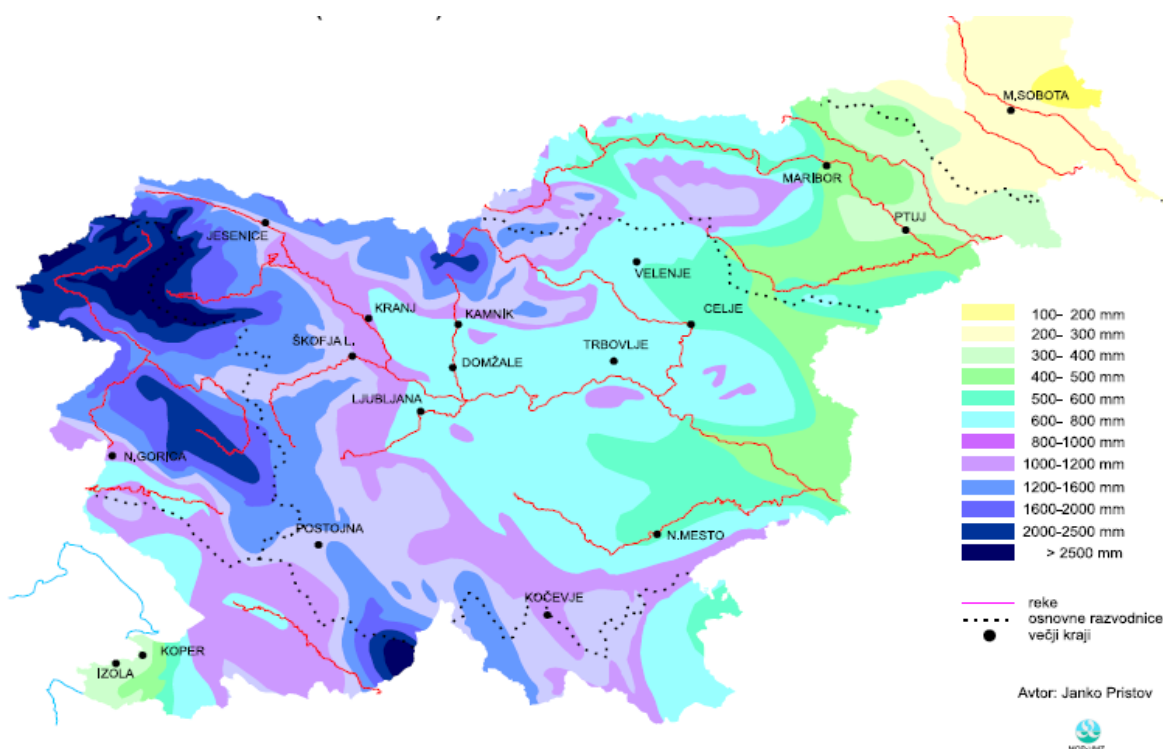 M,SOBOTA
MARIBOR
PTUJ
JESENICE
VELENJE
KRANJ
KAMNIK
CELJE
ŠKOFJA L.
TRBOVLJE
DOMŽALE
LJUBLJANA
N,GORICA
POSTOJNA
N.MESTO
KOČEVJE
KOPER
IZOLA
100– 200 mm
200– 300 mm
300– 400 mm
400– 500 mm
500– 600 mm
600– 800 mm
800-1000 mm
1000-1200 mm
1200-1600 mm
1600-2000 mm
2000-2500 mm
> 2500 mm
reke
osnovne razvodnice
večji kraji
Avtor: Janko Pristov